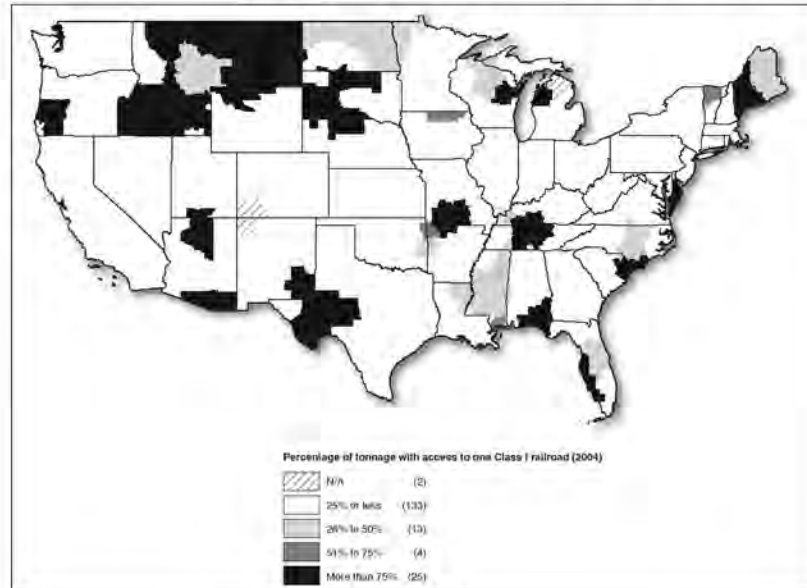 Percentage of tonnage with access to one Class I railroad (2004)
N/A (2)
25% or less (133)
26% to 50% (13)
51% to 75% (4)
More than 75% (25)